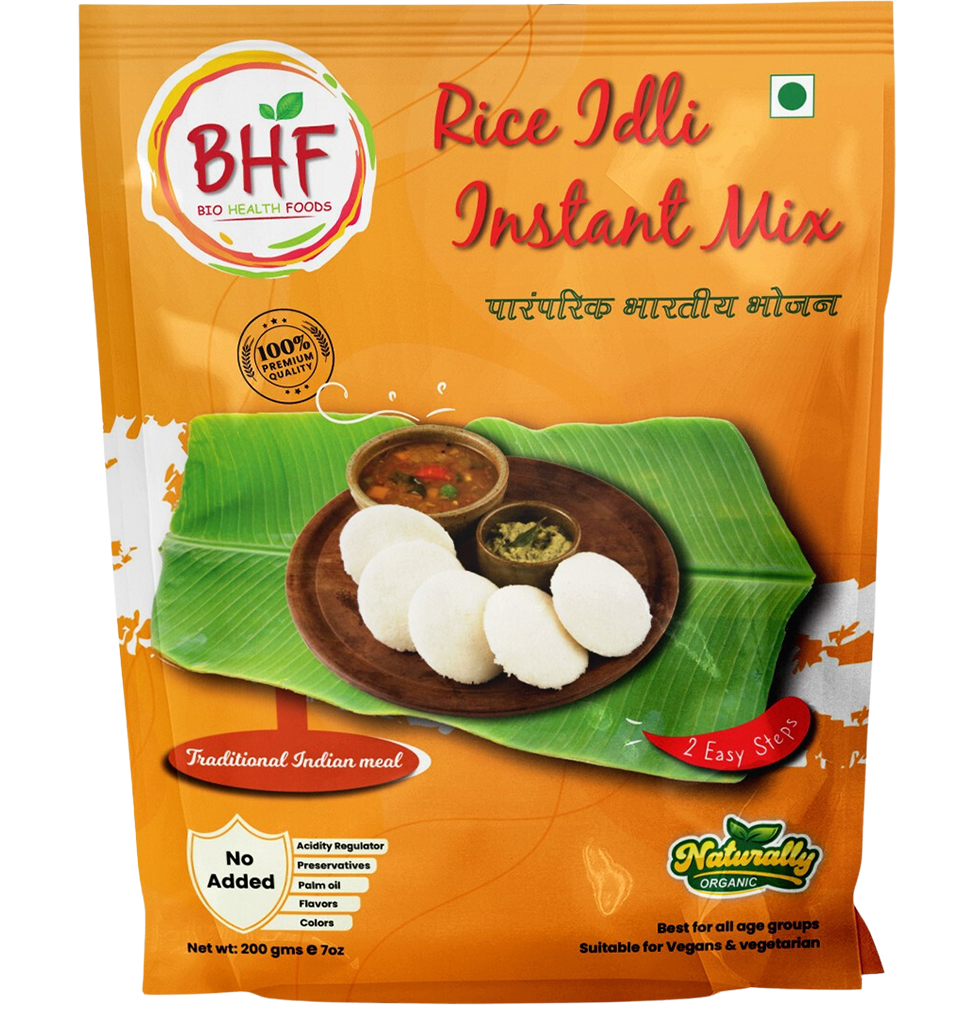 BHF
BIO HEALTH FOODS
Rice Idli
Instant Mix
पारंपरिक भारतीय भोजन
100%
PREMIUM
QUALITY
2 Easy Steps
Traditional Indian meal
No
Added
Acidity Regulator
Preservatives
Palm oil
Flavors
Colors
Net wt: 200 gms e 7oz
Naturally
ORGANIC
Best for all age groups
Suitable for Vegans & vegetarian